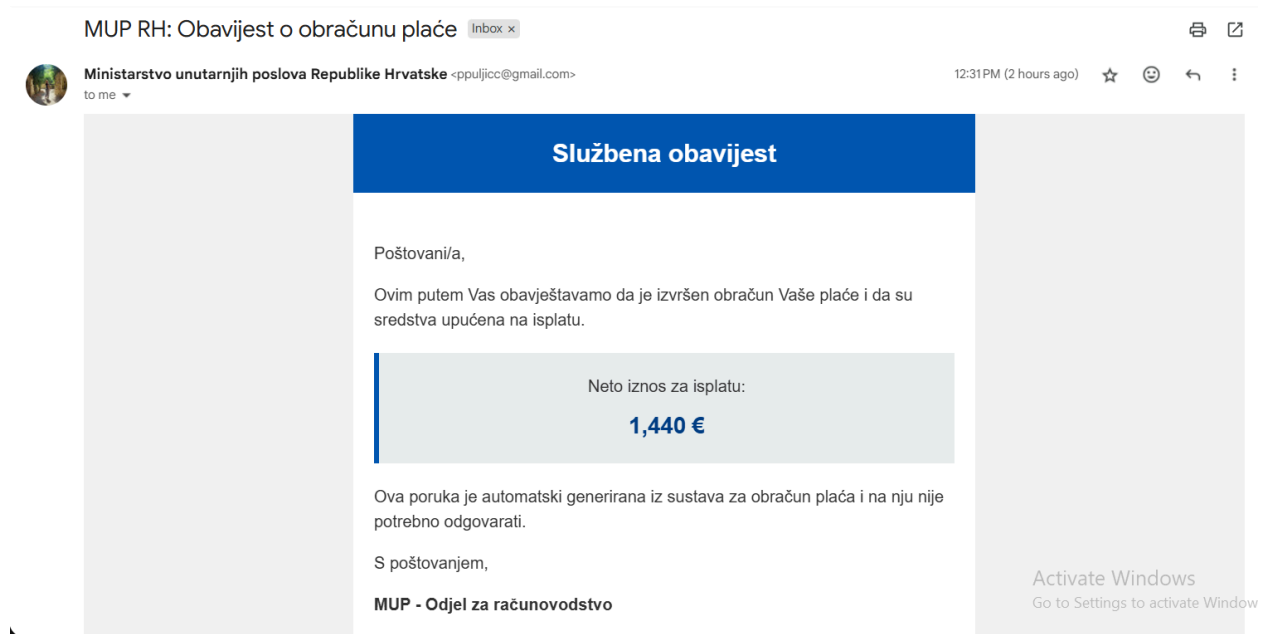 MUP RH: Obavijest o obračunu plaće Inbox ×
Ministarstvo unutarnjih poslova Republike Hrvatske <ppuljicc@gmail.com> 12:31 PM (2 hours ago)
to me
Službena obavijest
Poštovani/a,
Ovim putem Vas obavještavamo da je izvršen obračun Vaše plaće i da su
sredstva upućena na isplatu.
Neto iznos za isplatu:
1,440 €
Ova poruka je automatski generirana iz sustava za obračun plaća i na nju nije
potrebno odgovarati.
S poštovanjem,
MUP - Odjel za računovodstvo
Activate Windows
Go to Settings to activate Window